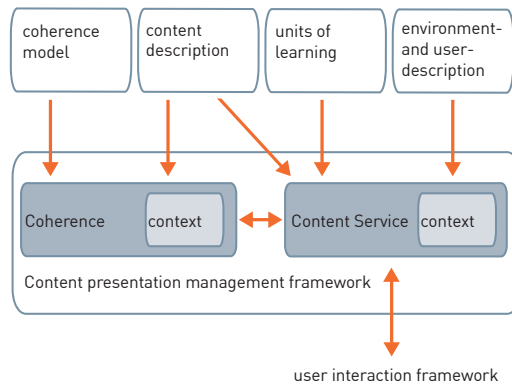 coherence
model
content
description
units of
learning
environment-
and user-
description
Coherence
context
Content Service
context
Content presentation management framework
user interaction framework